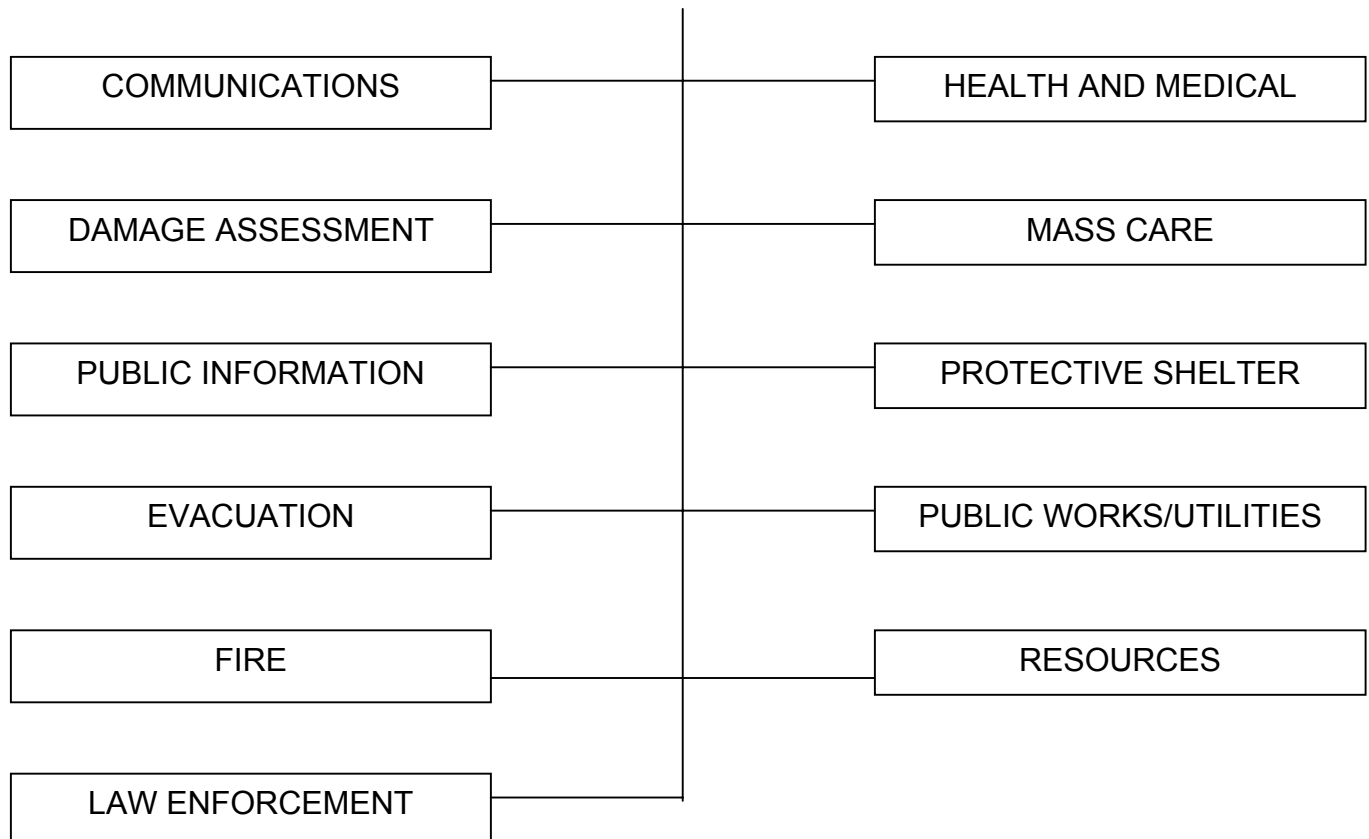 COMMUNICATIONS
HEALTH AND MEDICAL
DAMAGE ASSESSMENT
MASS CARE
PUBLIC INFORMATION
PROTECTIVE SHELTER
EVACUATION
PUBLIC WORKS/UTILITIES
FIRE
RESOURCES
LAW ENFORCEMENT